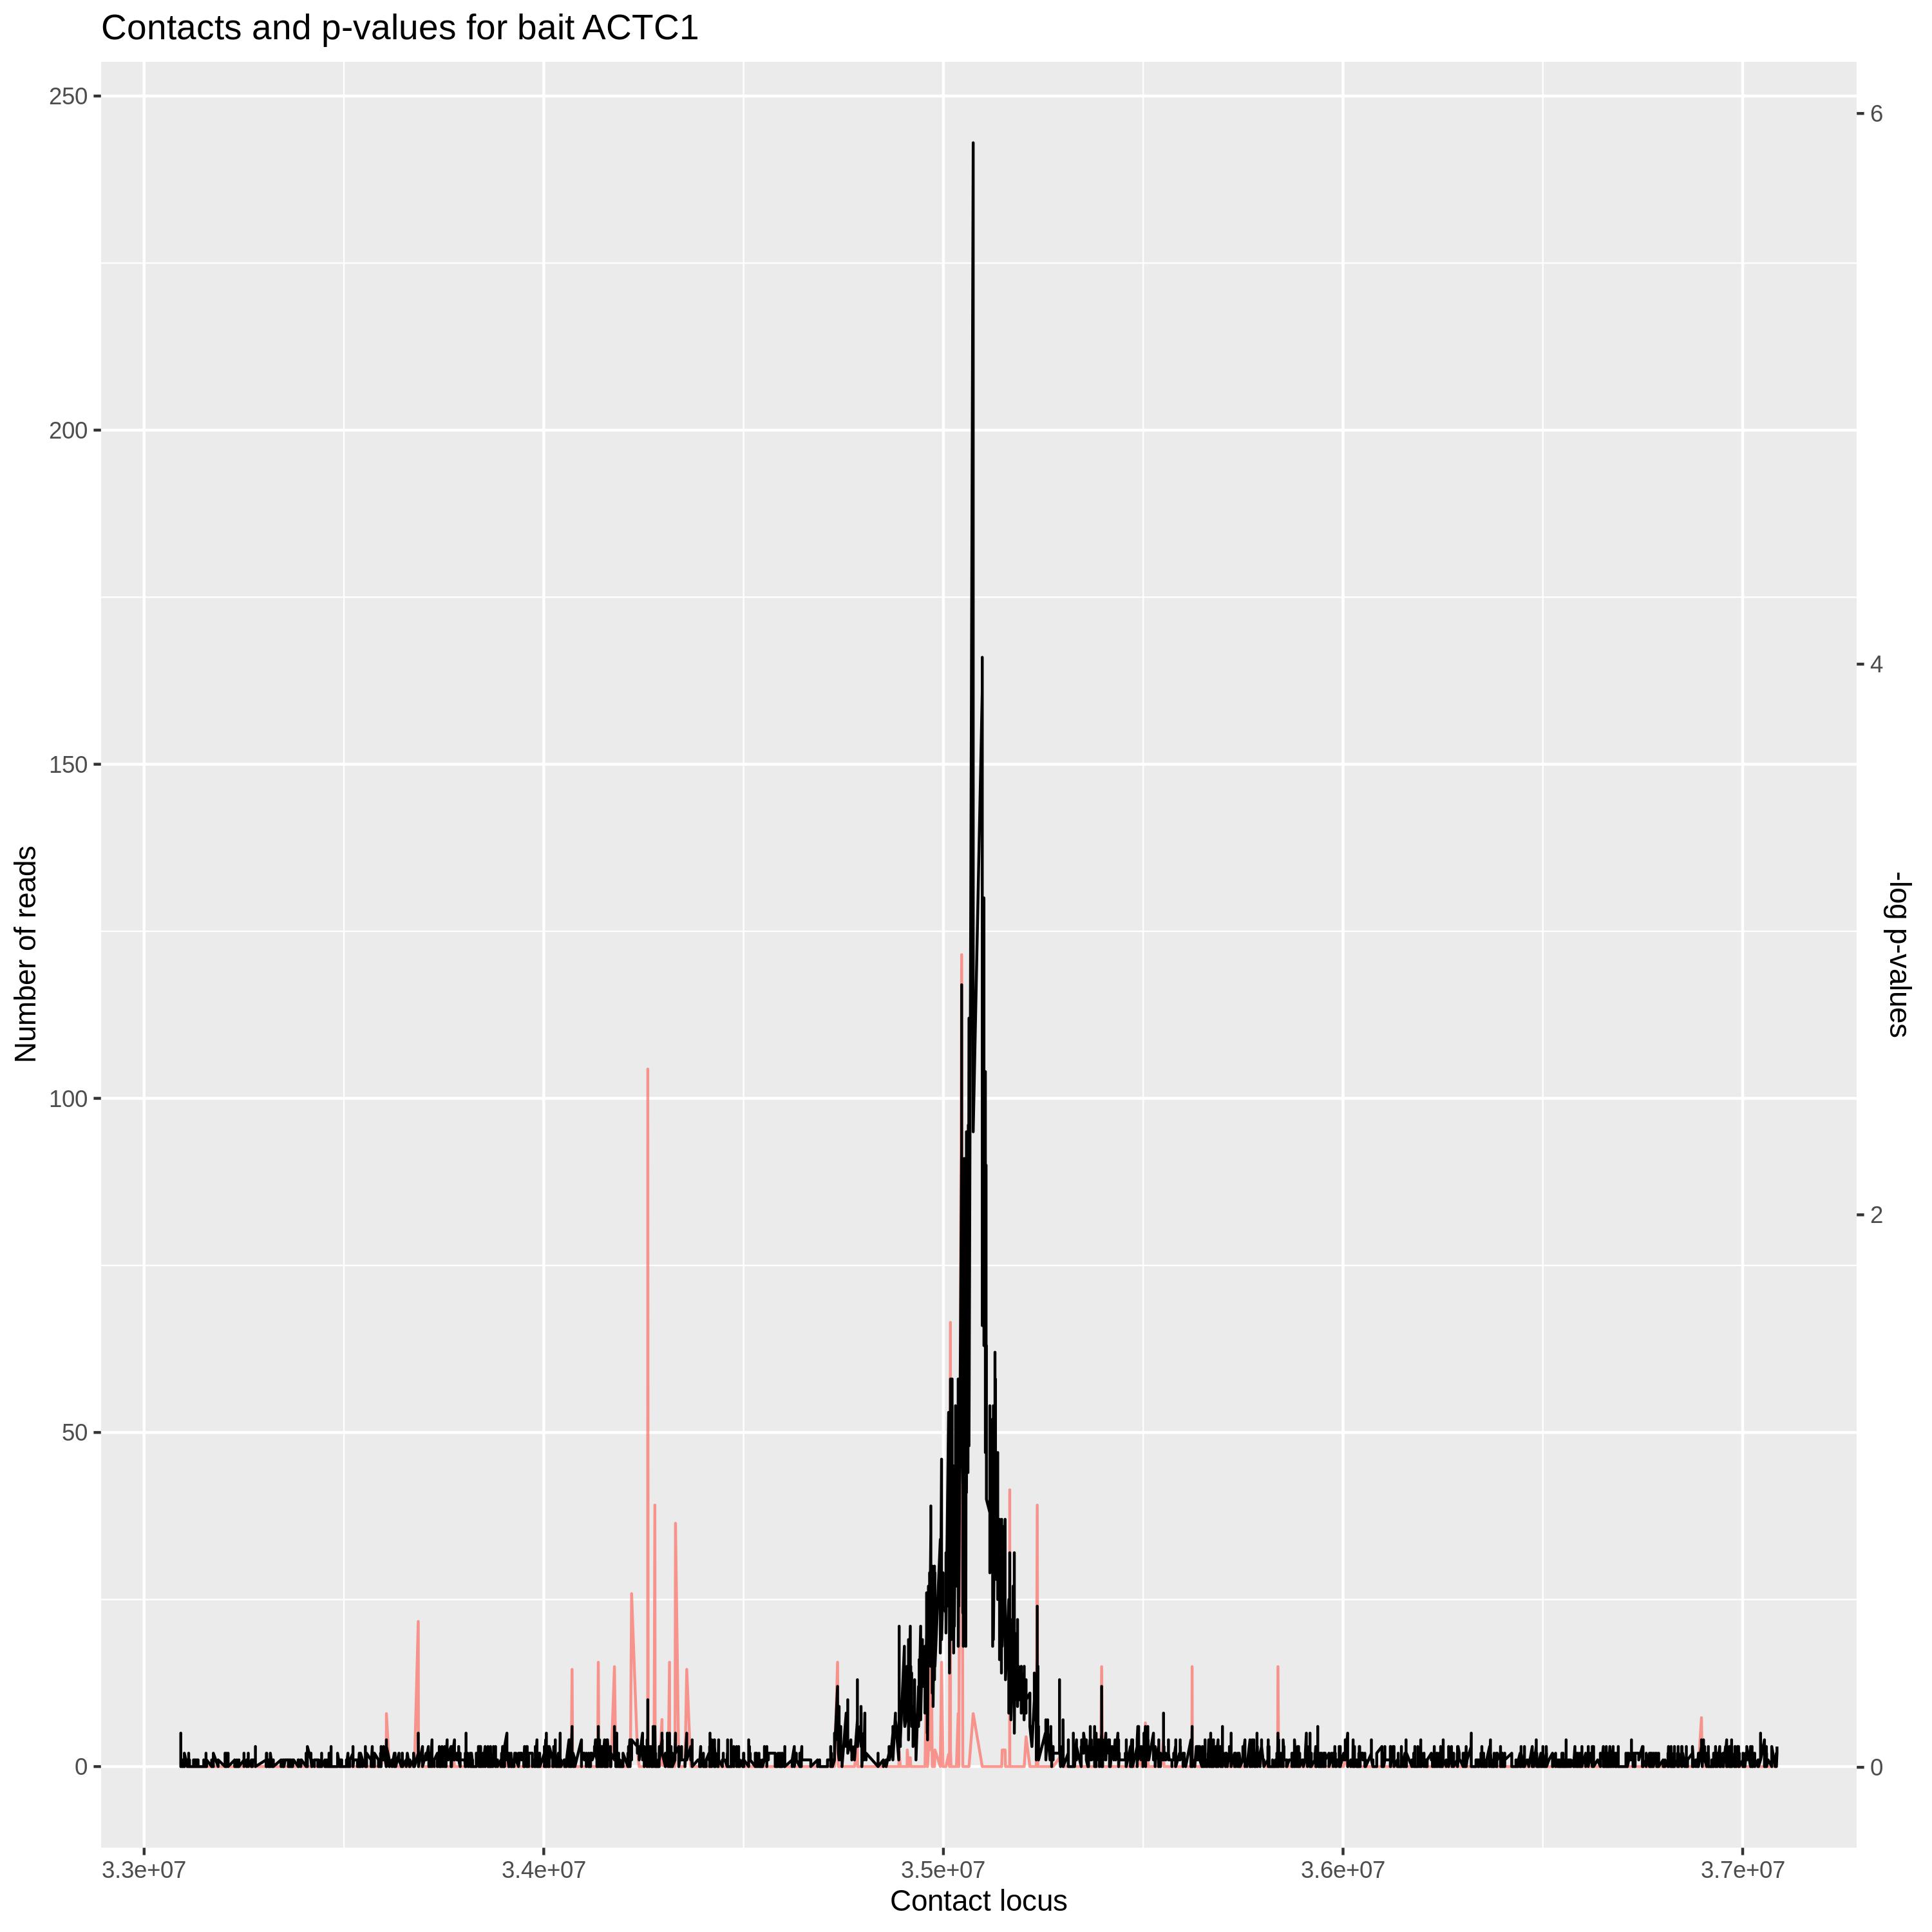 Contacts and p-values for bait ACTC1
250
200
150
100
50
0
Number of reads
6
4
2
0
-log p-values
3.3e+07
3.4e+07
3.5e+07
3.6e+07
3.7e+07
Contact locus